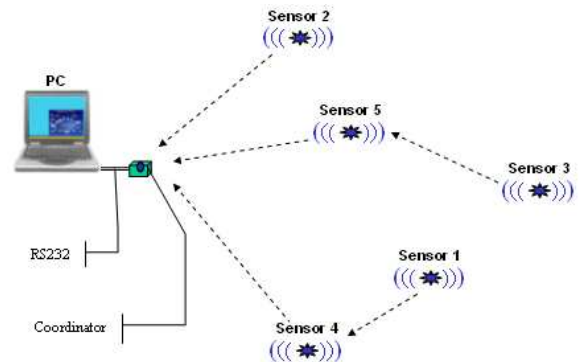 Sensor 2
PC
Sensor 5
Sensor 3
RS232
Sensor 1
Coordinator
Sensor 4